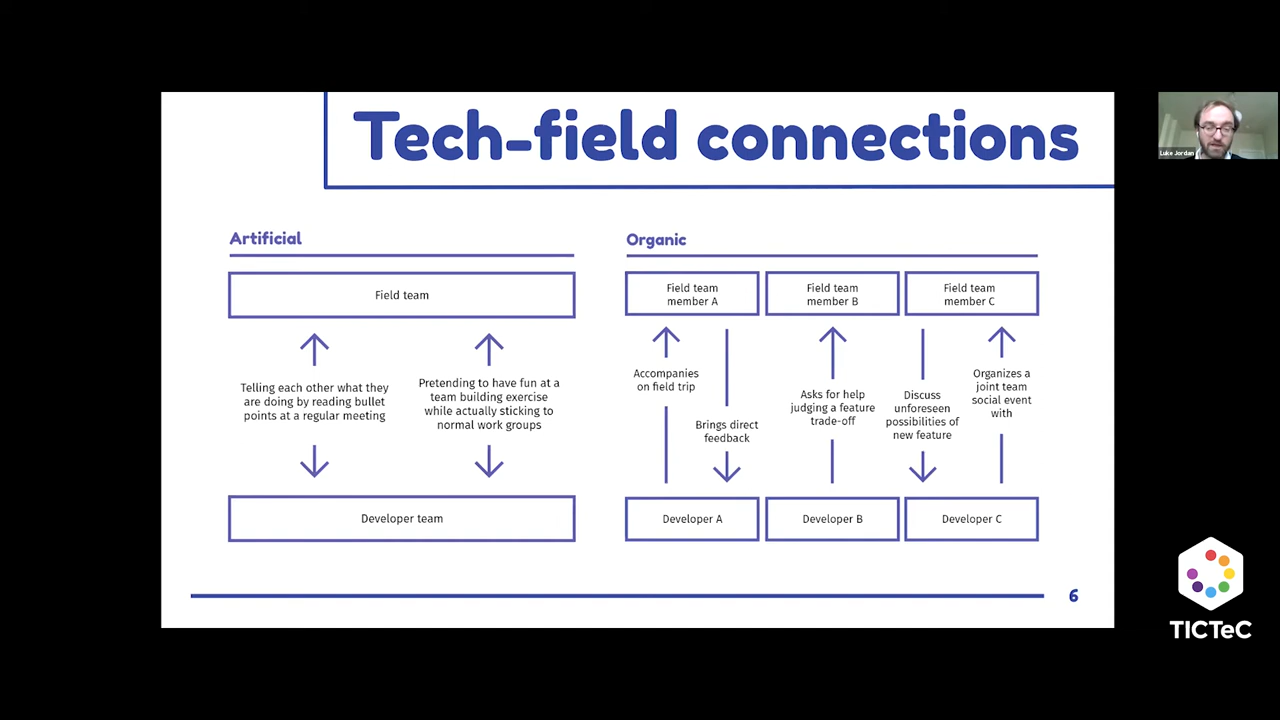 Tech-field connections
Luke Jordan
Artificial
Field team
Telling each other what they
are doing by reading bullet
points at a regular meeting
Pretending to have fun at a
team building exercise
while actually sticking to
normal work groups
Developer team
Organic
Field team
member A
Field team
member B
Field team
member C
Accompanies
on field trip
Brings direct
feedback
Asks for help
judging a feature
trade-off
Discuss
unforeseen
possibilities of
new feature
Organizes a
joint team
social event
with
Developer A
Developer B
Developer C
6
TICTeC